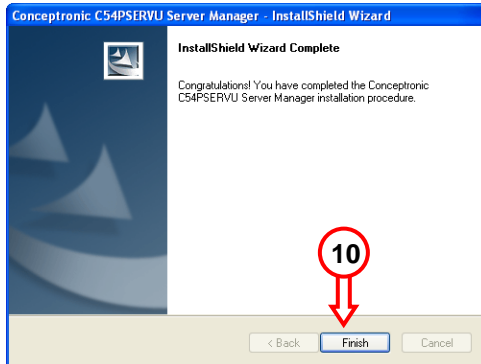 Conceptronic C54PSERVU Server Manager - InstallShield Wizard
InstallShield Wizard Complete
Congratulations! You have completed the Conceptronic
C54PSERVU Server Manager installation procedure.
10
< Back Finish Cancel